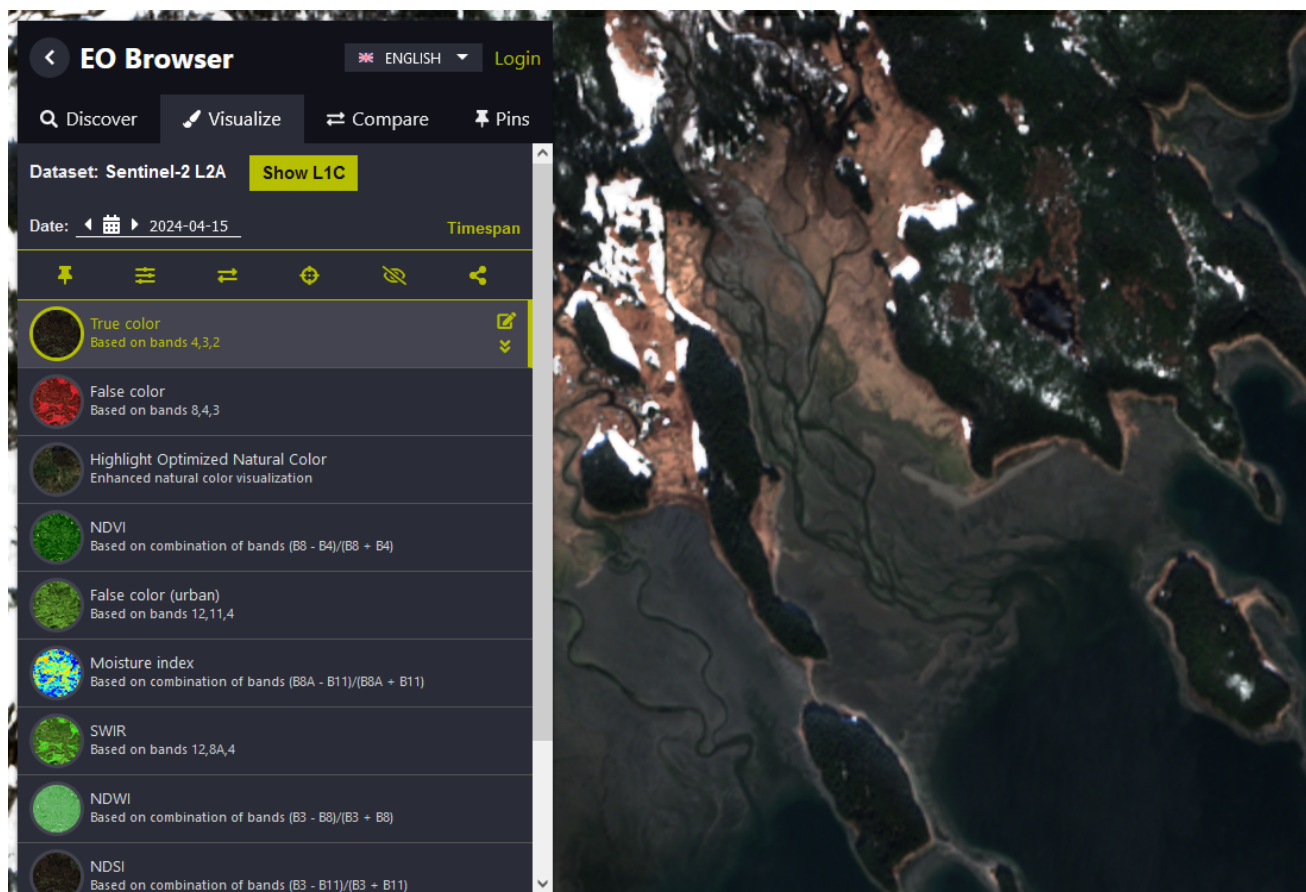 EO Browser
ENGLISH
Login
Discover
Visualize
Compare
Pins
Dataset: Sentinel-2 L2A
Show L1C
Date:
2024-04-15
Timespan
True color
Based on bands 4,3,2
False color
Based on bands 8,4,3
Highlight Optimized Natural Color
Enhanced natural color visualization
NDVI
Based on combination of bands (B8 - B4)/(B8 + B4)
False color (urban)
Based on bands 12,11,4
Moisture index
Based on combination of bands (B8A - B11)/(B8A + B11)
SWIR
Based on bands 12,8A,4
NDWI
Based on combination of bands (B3 - B8)/(B3 + B8)
NDSI
Based on combination of bands (B3 - B11)/(B3 + B11)